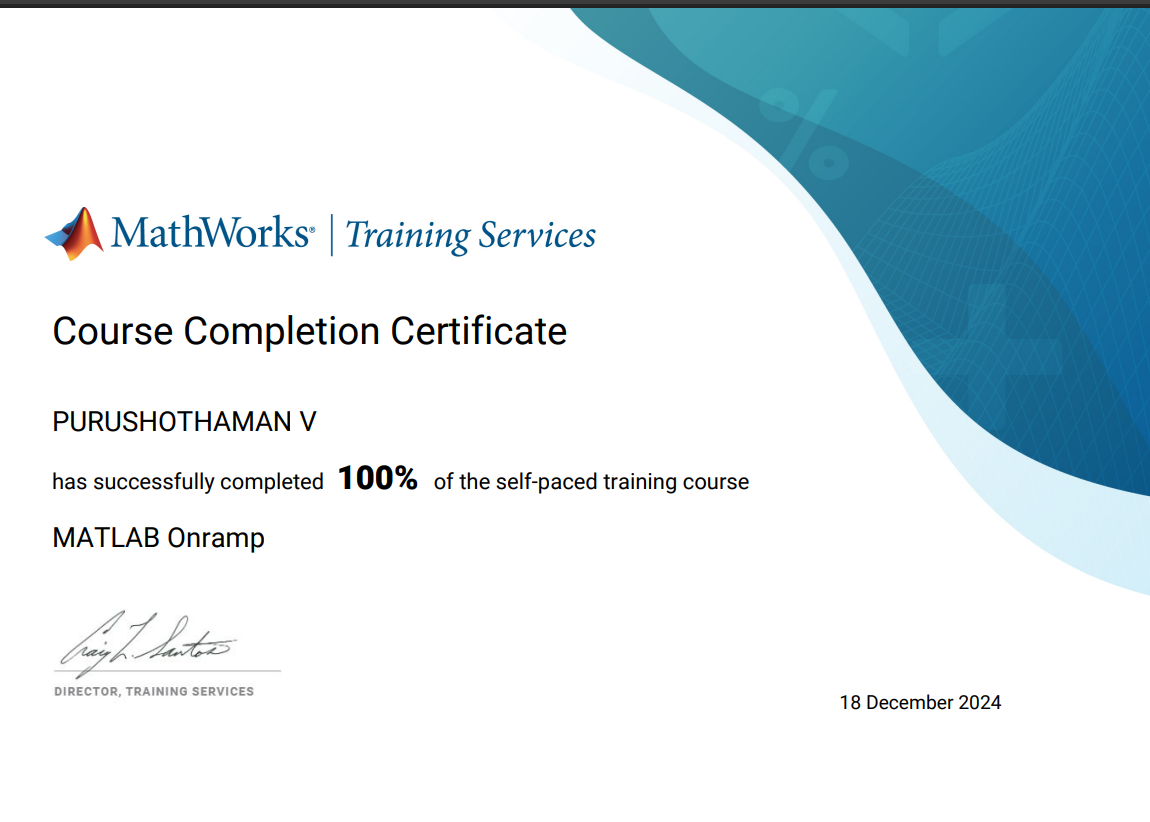 MathWorks® | Training Services
Course Completion Certificate
PURUSHOTHAMAN V
has successfully completed 100% of the self-paced training course
MATLAB Onramp
Craig L. Santos
DIRECTOR, TRAINING SERVICES
18 December 2024